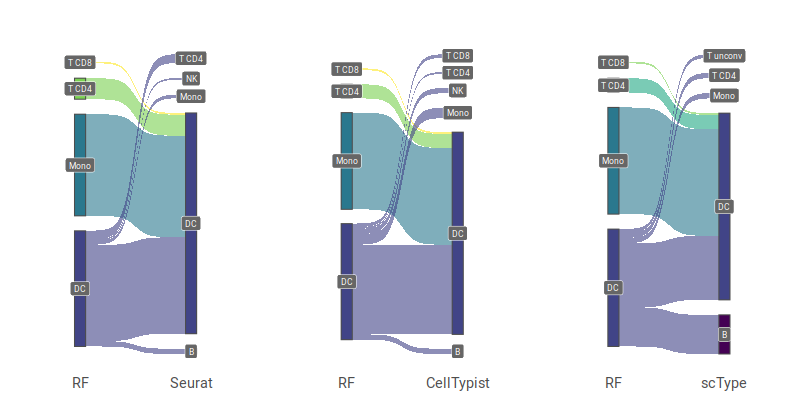 T CD8
T CD4
Mono
DC
T CD4
NK
Mono
DC
B
RF
Seurat
T CD8
T CD4
Mono
DC
T CD8
T CD4
NK
Mono
DC
B
RF
CellTypist
T CD8
T CD4
Mono
DC
T unconv
T CD4
Mono
DC
B
RF
scType